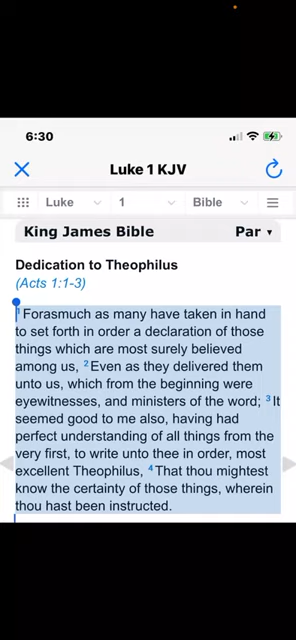 6:30
Luke 1 KJV
Luke 1 Bible
King James Bible Par
Dedication to Theophilus
(Acts 1:1-3)
1 Forasmuch as many have taken in hand
to set forth in order a declaration of those
things which are most surely believed
among us, 2 Even as they delivered them
unto us, which from the beginning were
eyewitnesses, and ministers of the word; 3 It
seemed good to me also, having had
perfect understanding of all things from the
very first, to write unto thee in order, most
excellent Theophilus, 4 That thou mightest
know the certainty of those things, wherein
thou hast been instructed.